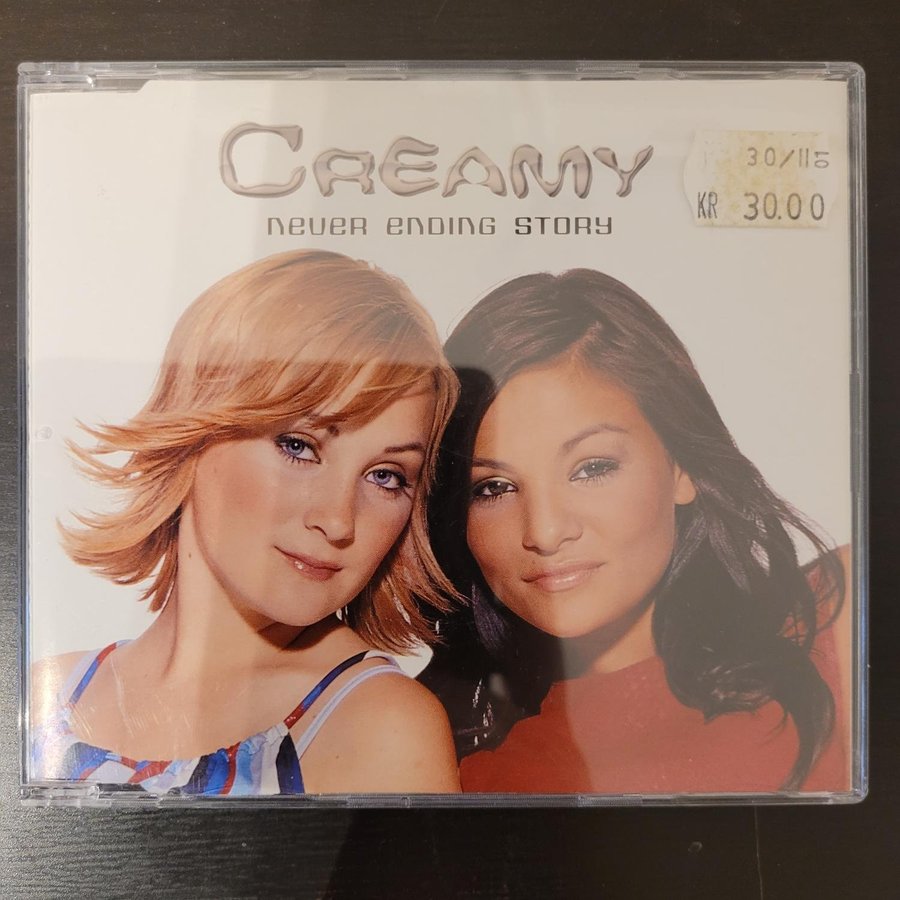 CREAMY
NEVER ENDING STORY
30/11 01
KR 30.00